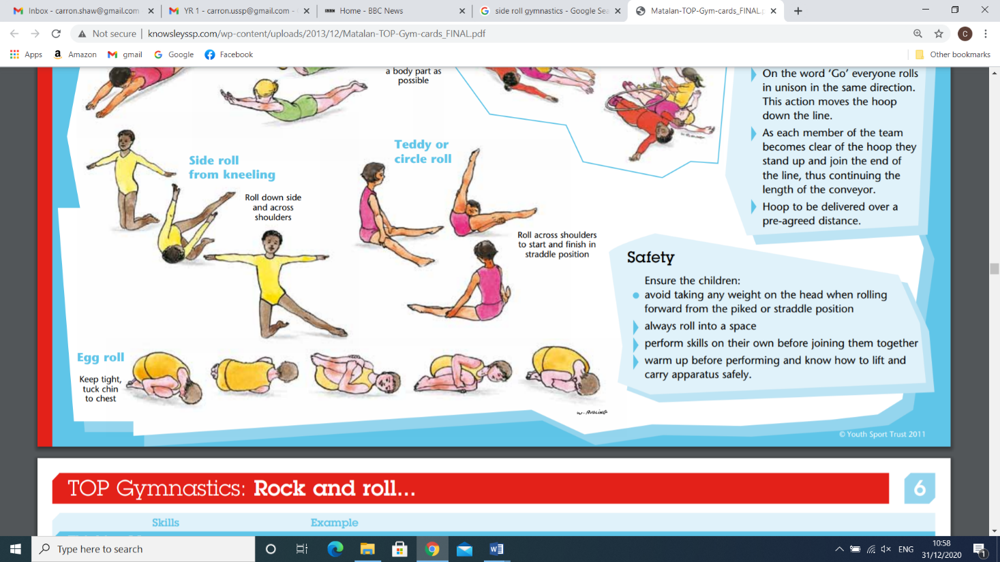 Inbox - carron.shaw@gmail.com
YR 1 - carron.ussp@gmail.com -
Home - BBC News
side roll gymnastics - Google Sea
Matalan-TOP-Gym-cards_FINAL.p
Not secure | knowsleyssp.com/wp-content/uploads/2013/12/Matalan-TOP-Gym-cards_FINAL.pdf
C
Apps
Amazon
gmail
Google
Facebook
Other bookmarks
a body part as
possible
On the word ‘Go’ everyone rolls
in unison in the same direction.
This action moves the hoop
down the line.
As each member of the team
becomes clear of the hoop they
stand up and join the end of
the line, thus continuing the
length of the conveyor.
Hoop to be delivered over a
pre-agreed distance.
Side roll
from kneeling
Roll down side
and across
shoulders
Teddy or
circle roll
Roll across shoulders
to start and finish in
straddle position
Egg roll
Keep tight,
tuck chin
to chest
Safety
Ensure the children:
avoid taking any weight on the head when rolling
forward from the piked or straddle position
always roll into a space
perform skills on their own before joining them together
warm up before performing and know how to lift and
carry apparatus safely.
© Youth Sport Trust 2011
TOP Gymnastics: Rock and roll...
6
Skills
Example
Type here to search
ENG
10:58
31/12/2020
1